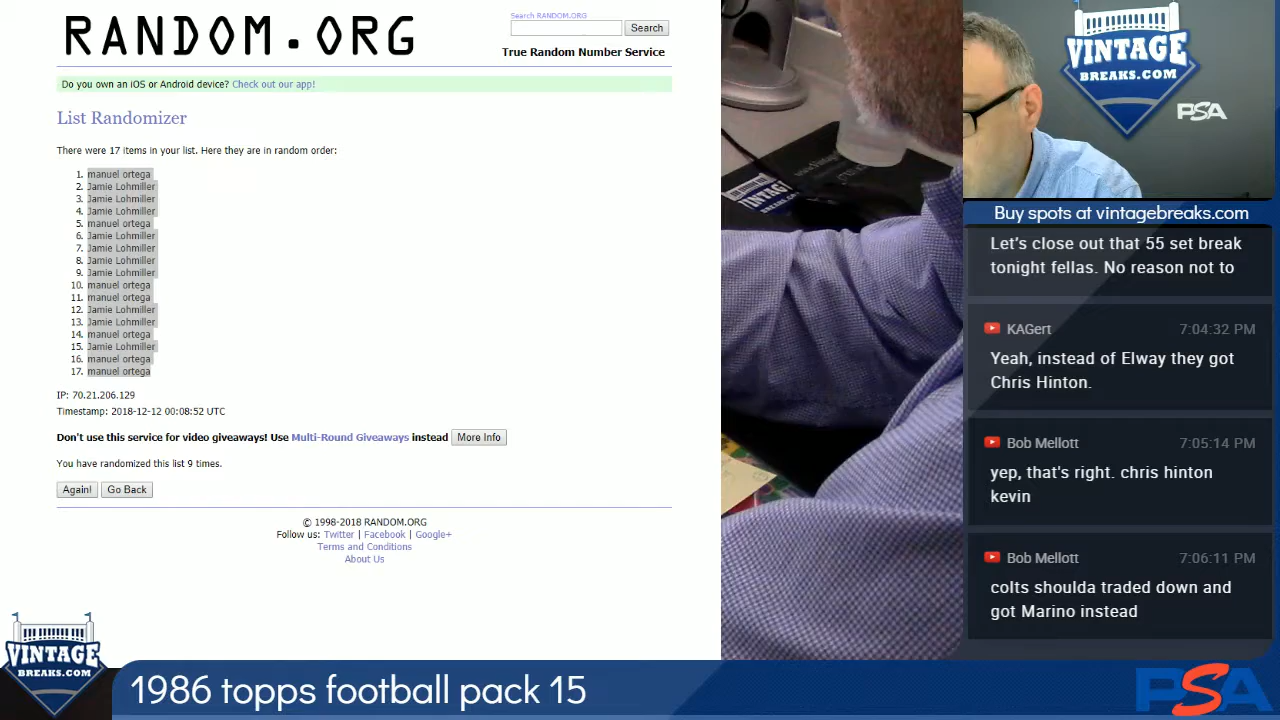 RANDOM.ORG
Search RANDOM.ORG
Search
True Random Number Service
Do you own an iOS or Android device? Check out our app!
List Randomizer
There were 17 items in your list. Here they are in random order:
1. manuel ortega
2. Jamie Lohmiller
3. Jamie Lohmiller
4. Jamie Lohmiller
5. manuel ortega
6. Jamie Lohmiller
7. Jamie Lohmiller
8. Jamie Lohmiller
9. Jamie Lohmiller
10. manuel ortega
11. manuel ortega
12. Jamie Lohmiller
13. Jamie Lohmiller
14. manuel ortega
15. Jamie Lohmiller
16. manuel ortega
17. manuel ortega
IP: 70.21.206.129
Timestamp: 2018-12-12 00:08:52 UTC
Don't use this service for video giveaways! Use Multi-Round Giveaways instead More Info
You have randomized this list 9 times.
Again! Go Back
© 1998-2018 RANDOM.ORG
Follow us: Twitter | Facebook | Google+
Terms and Conditions
About Us
VINTAGE
BREAKS.COM
VINTAGE
BREAKS.COM
PSA
Buy spots at vintagebreaks.com
Let's close out that 55 set break
tonight fellas. No reason not to
KAGert 7:04:32 PM
Yeah, instead of Elway they got
Chris Hinton.
Bob Mellott 7:05:14 PM
yep, that's right. chris hinton
kevin
Bob Mellott 7:06:11 PM
colts shoulda traded down and
got Marino instead
VINTAGE
BREAKS.COM
1986 topps football pack 15
PSA